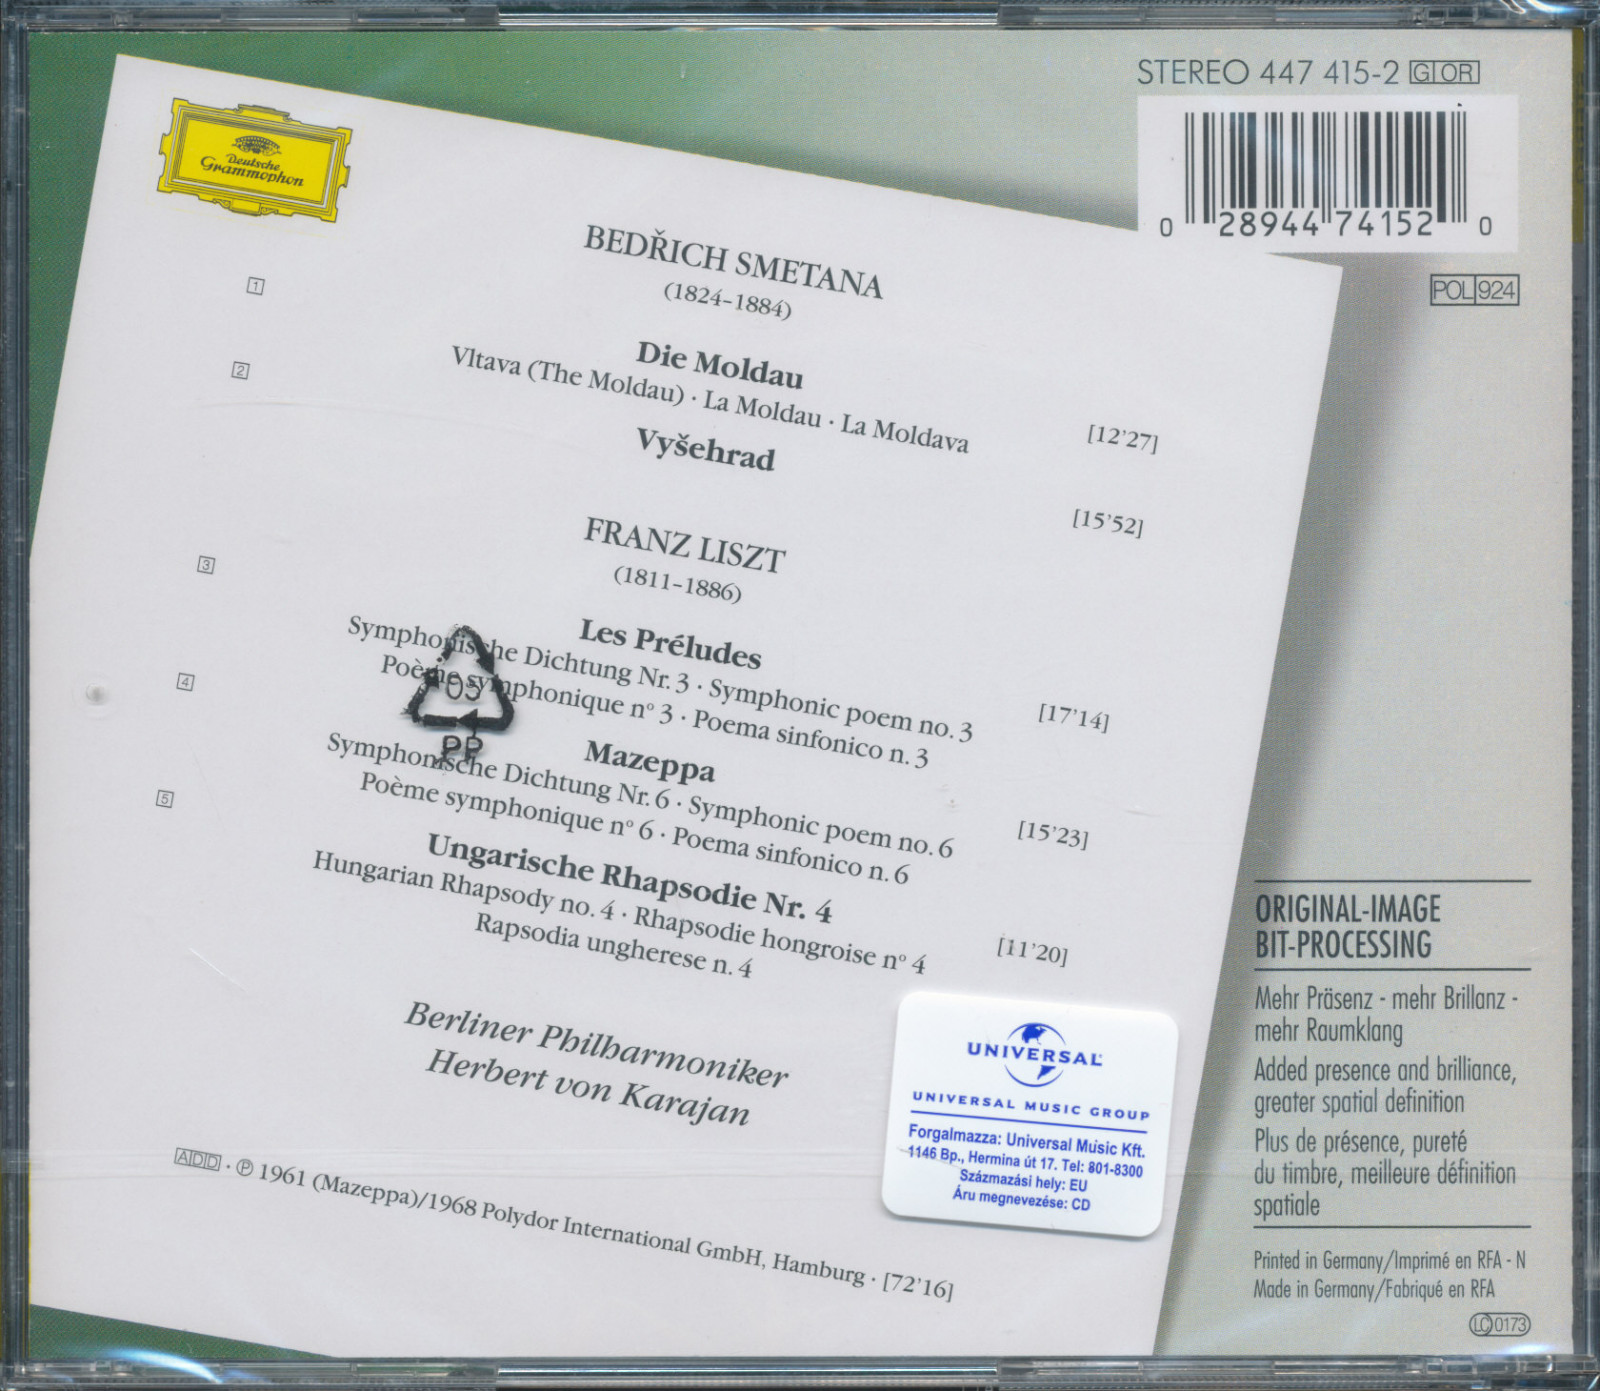 STEREO 447 415-2 GIOR
0 28944 74152 0
POL 924
Deutsche
Grammophon
BEDŘICH SMETANA
(1824–1884)
1
Die Moldau
Vltava (The Moldau) · La Moldau · La Moldava
[12'27]
2
Vyšehrad
[15'52]
FRANZ LISZT
(1811–1886)
3
Les Préludes
Symphonische Dichtung Nr. 3 · Symphonic poem no. 3
Poème symphonique nº 3 · Poema sinfonico n. 3
[17'14]
4
Mazeppa
Symphonische Dichtung Nr. 6 · Symphonic poem no. 6
Poème symphonique nº 6 · Poema sinfonico n. 6
[15'23]
5
Ungarische Rhapsodie Nr. 4
Hungarian Rhapsody no. 4 · Rhapsodie hongroise nº 4
Rapsodia ungherese n. 4
[11'20]
05
PP
Berliner Philharmoniker
Herbert von Karajan
ADD · ℗ 1961 (Mazeppa)/1968 Polydor International GmbH, Hamburg · [72'16]
UNIVERSAL
UNIVERSAL MUSIC GROUP
Forgalmazza: Universal Music Kft.
1146 Bp., Hermina út 17. Tel: 801-8300
Százmazási hely: EU
Áru megnevezése: CD
ORIGINAL-IMAGE
BIT-PROCESSING
Mehr Präsenz - mehr Brillanz -
mehr Raumklang
Added presence and brilliance,
greater spatial definition
Plus de présence, pureté
du timbre, meilleure définition
spatiale
Printed in Germany/Imprimé en RFA - N
Made in Germany/Fabriqué en RFA
LC 0173